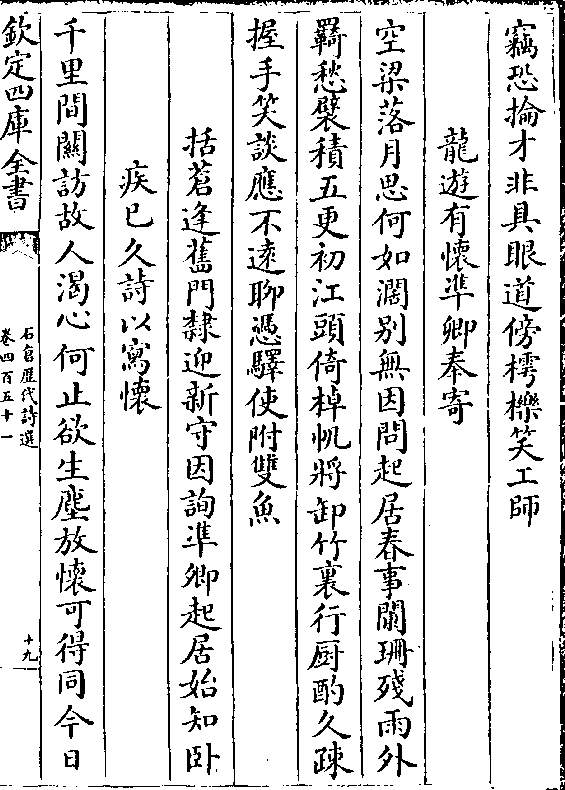 竊恐掄才非具眼道傍樗櫟笑工師
龍遊有懷準卿奉寄
空梁落月思何如濶別無因問起居春事闌珊殘雨外
羈愁襞積五更初江頭倚棹帆將卸竹裏行厨酌久疎
握手笑談應不遠聊憑驛使附雙魚
括蒼逢舊門隸迎新守因詢準卿起居始知卧
疾已久詩以寓懷
千里間關訪故人渴心何止欲生塵放懷可得同今日
欽定四庫全書
石倉歷代詩選
卷四百五十一
十九